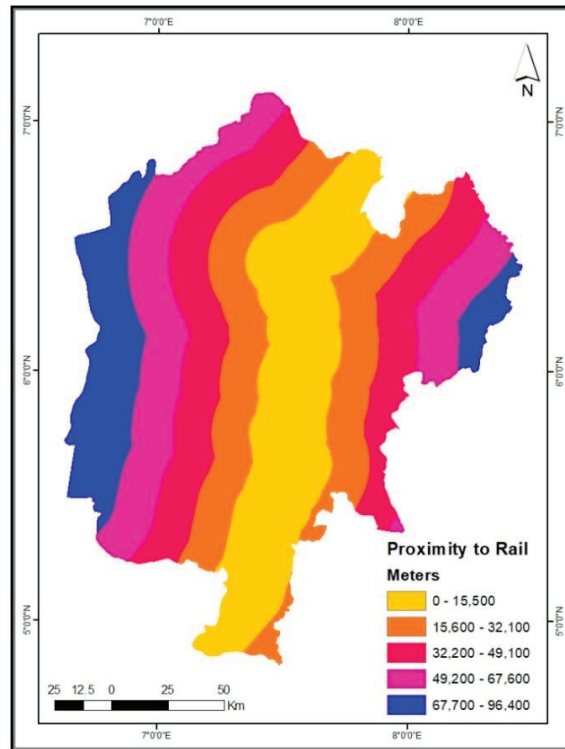 7°0'0"E 8°0'0"E
N
7°0'0"N 7°0'0"N
6°0'0"N 6°0'0"N
5°0'0"N 5°0'0"N
Proximity to Rail
Meters
0 - 15,500
15,600 - 32,100
32,200 - 49,100
49,200 - 67,600
67,700 - 96,400
25 12.5 0 25 50
Km
7°0'0"E 8°0'0"E